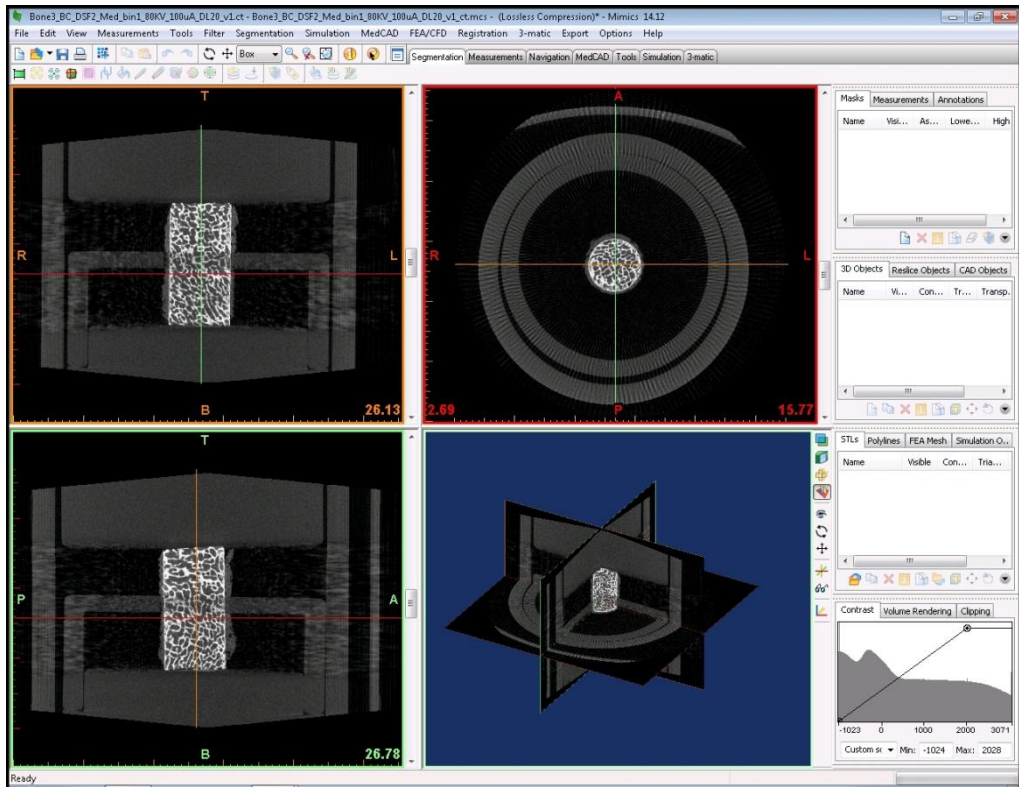 Bone3_BC_DSF2_Med_bin1_80KV_100uA_DL20_v1.ct - Bone3_BC_DSF2_Med_bin1_80KV_100uA_DL20_v1_ct.mcs - (Lossless Compression)* - Mimics 14.12
File Edit View Measurements Tools Filter Segmentation Simulation MedCAD FEA/CFD Registration 3-matic Export Options Help
Box
Segmentation Measurements Navigation MedCAD Tools Simulation 3-matic
T
R
L
B
26.13
A
R
L
P
2.69
15.77
T
P
A
B
26.78
Masks Measurements Annotations
Name Visi... As... Lowe... High
3D Objects Reslice Objects CAD Objects
Name Vi... Con... Tr... Transp.
STLs Polylines FEA Mesh Simulation O..
Name Visible Con... Tria...
Contrast Volume Rendering Clipping
-1023 0 1000 2000 3071
Custom sc Min: -1024 Max: 2028
Ready